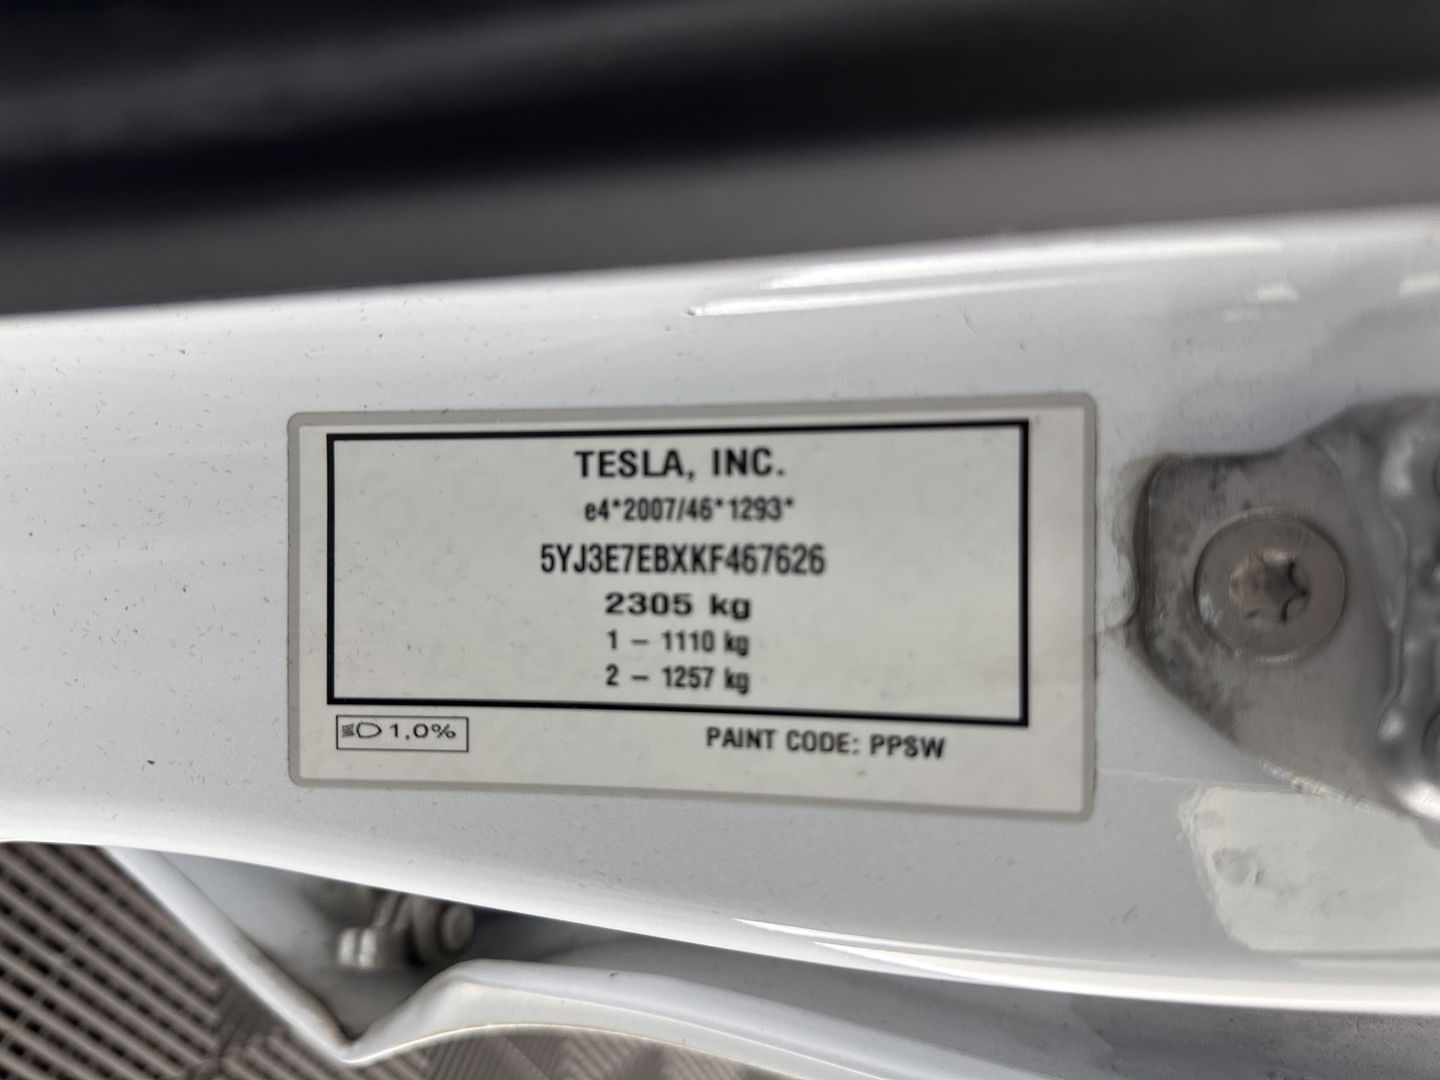 TESLA, INC.
e4*2007/46*1293*
5YJ3E7EBXKF467626
2305 kg
1 – 1110 kg
2 – 1257 kg
1,0%
PAINT CODE: PPSW